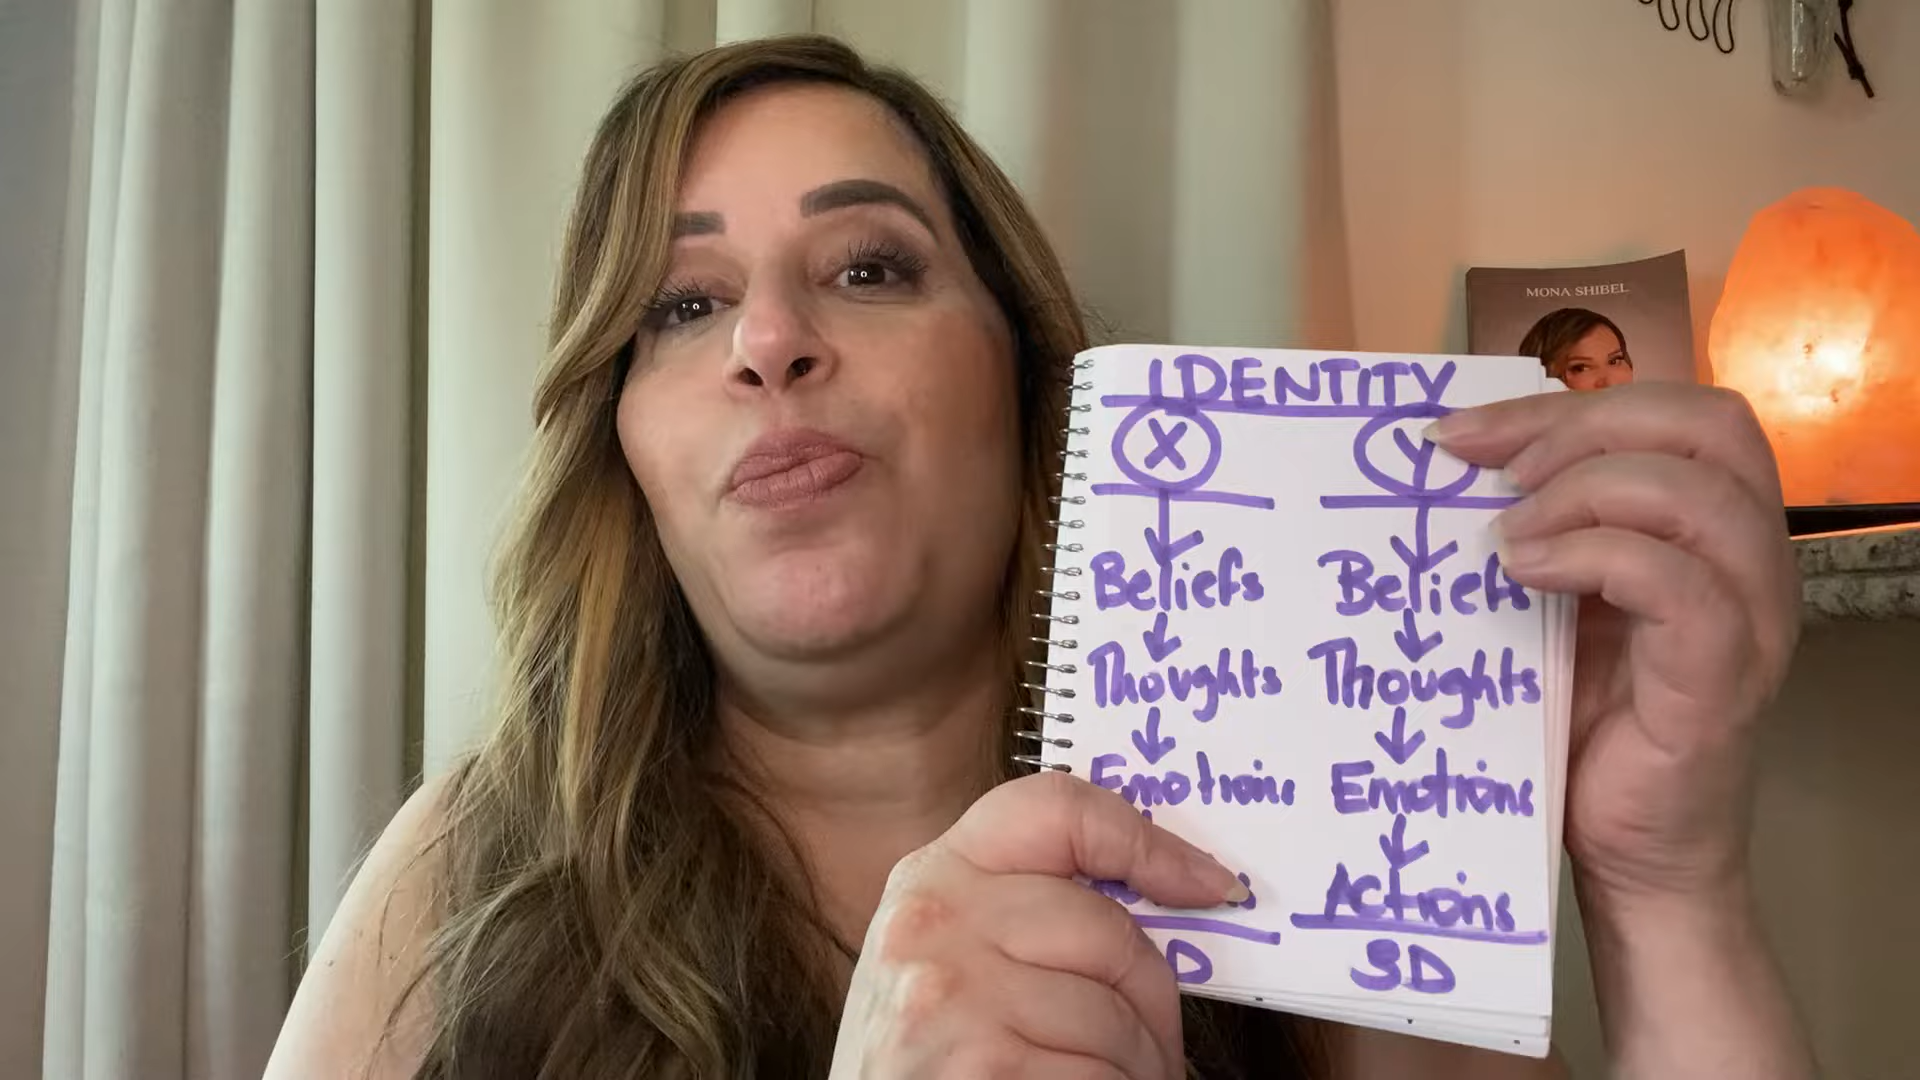 MONA SHIBEL
IDENTITY
X Y
Beliefs Beliefs
Thoughts Thoughts
Emotions Emotions
Actions
D 3D